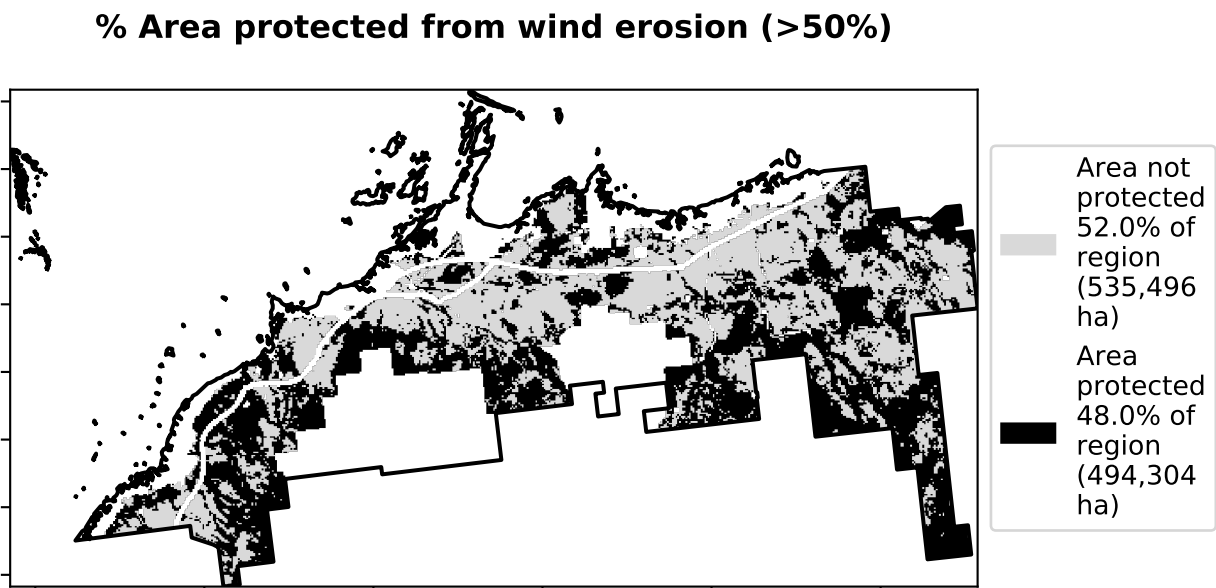 % Area protected from wind erosion (>50%)
Area not
protected
52.0% of
region
(535,496
ha)
Area
protected
48.0% of
region
(494,304
ha)